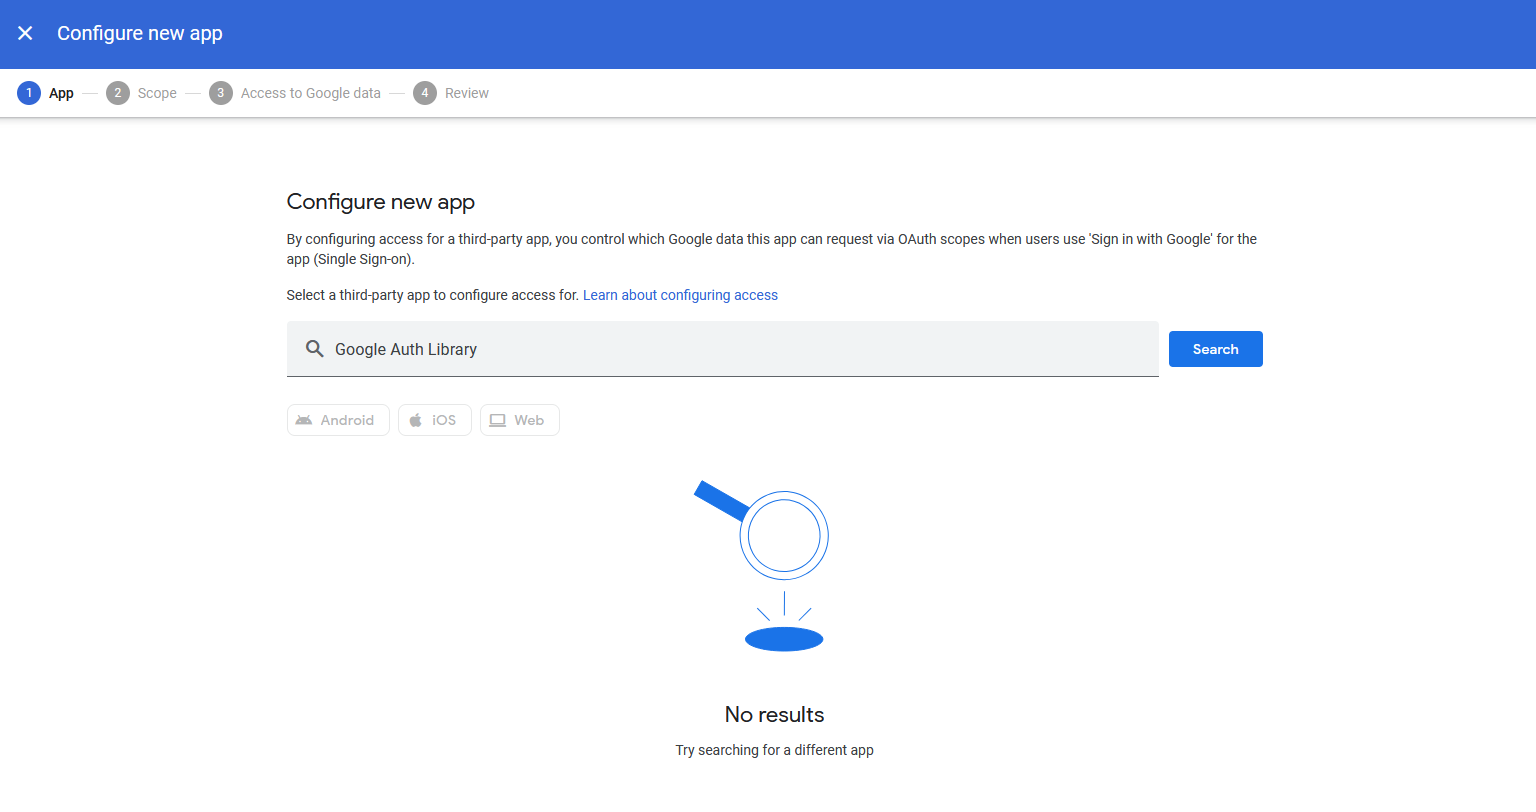 Configure new app
1 App
2 Scope
3 Access to Google data
4 Review
Configure new app
By configuring access for a third-party app, you control which Google data this app can request via OAuth scopes when users use 'Sign in with Google' for the
app (Single Sign-on).
Select a third-party app to configure access for. Learn about configuring access
Google Auth Library
Search
Android
iOS
Web
No results
Try searching for a different app